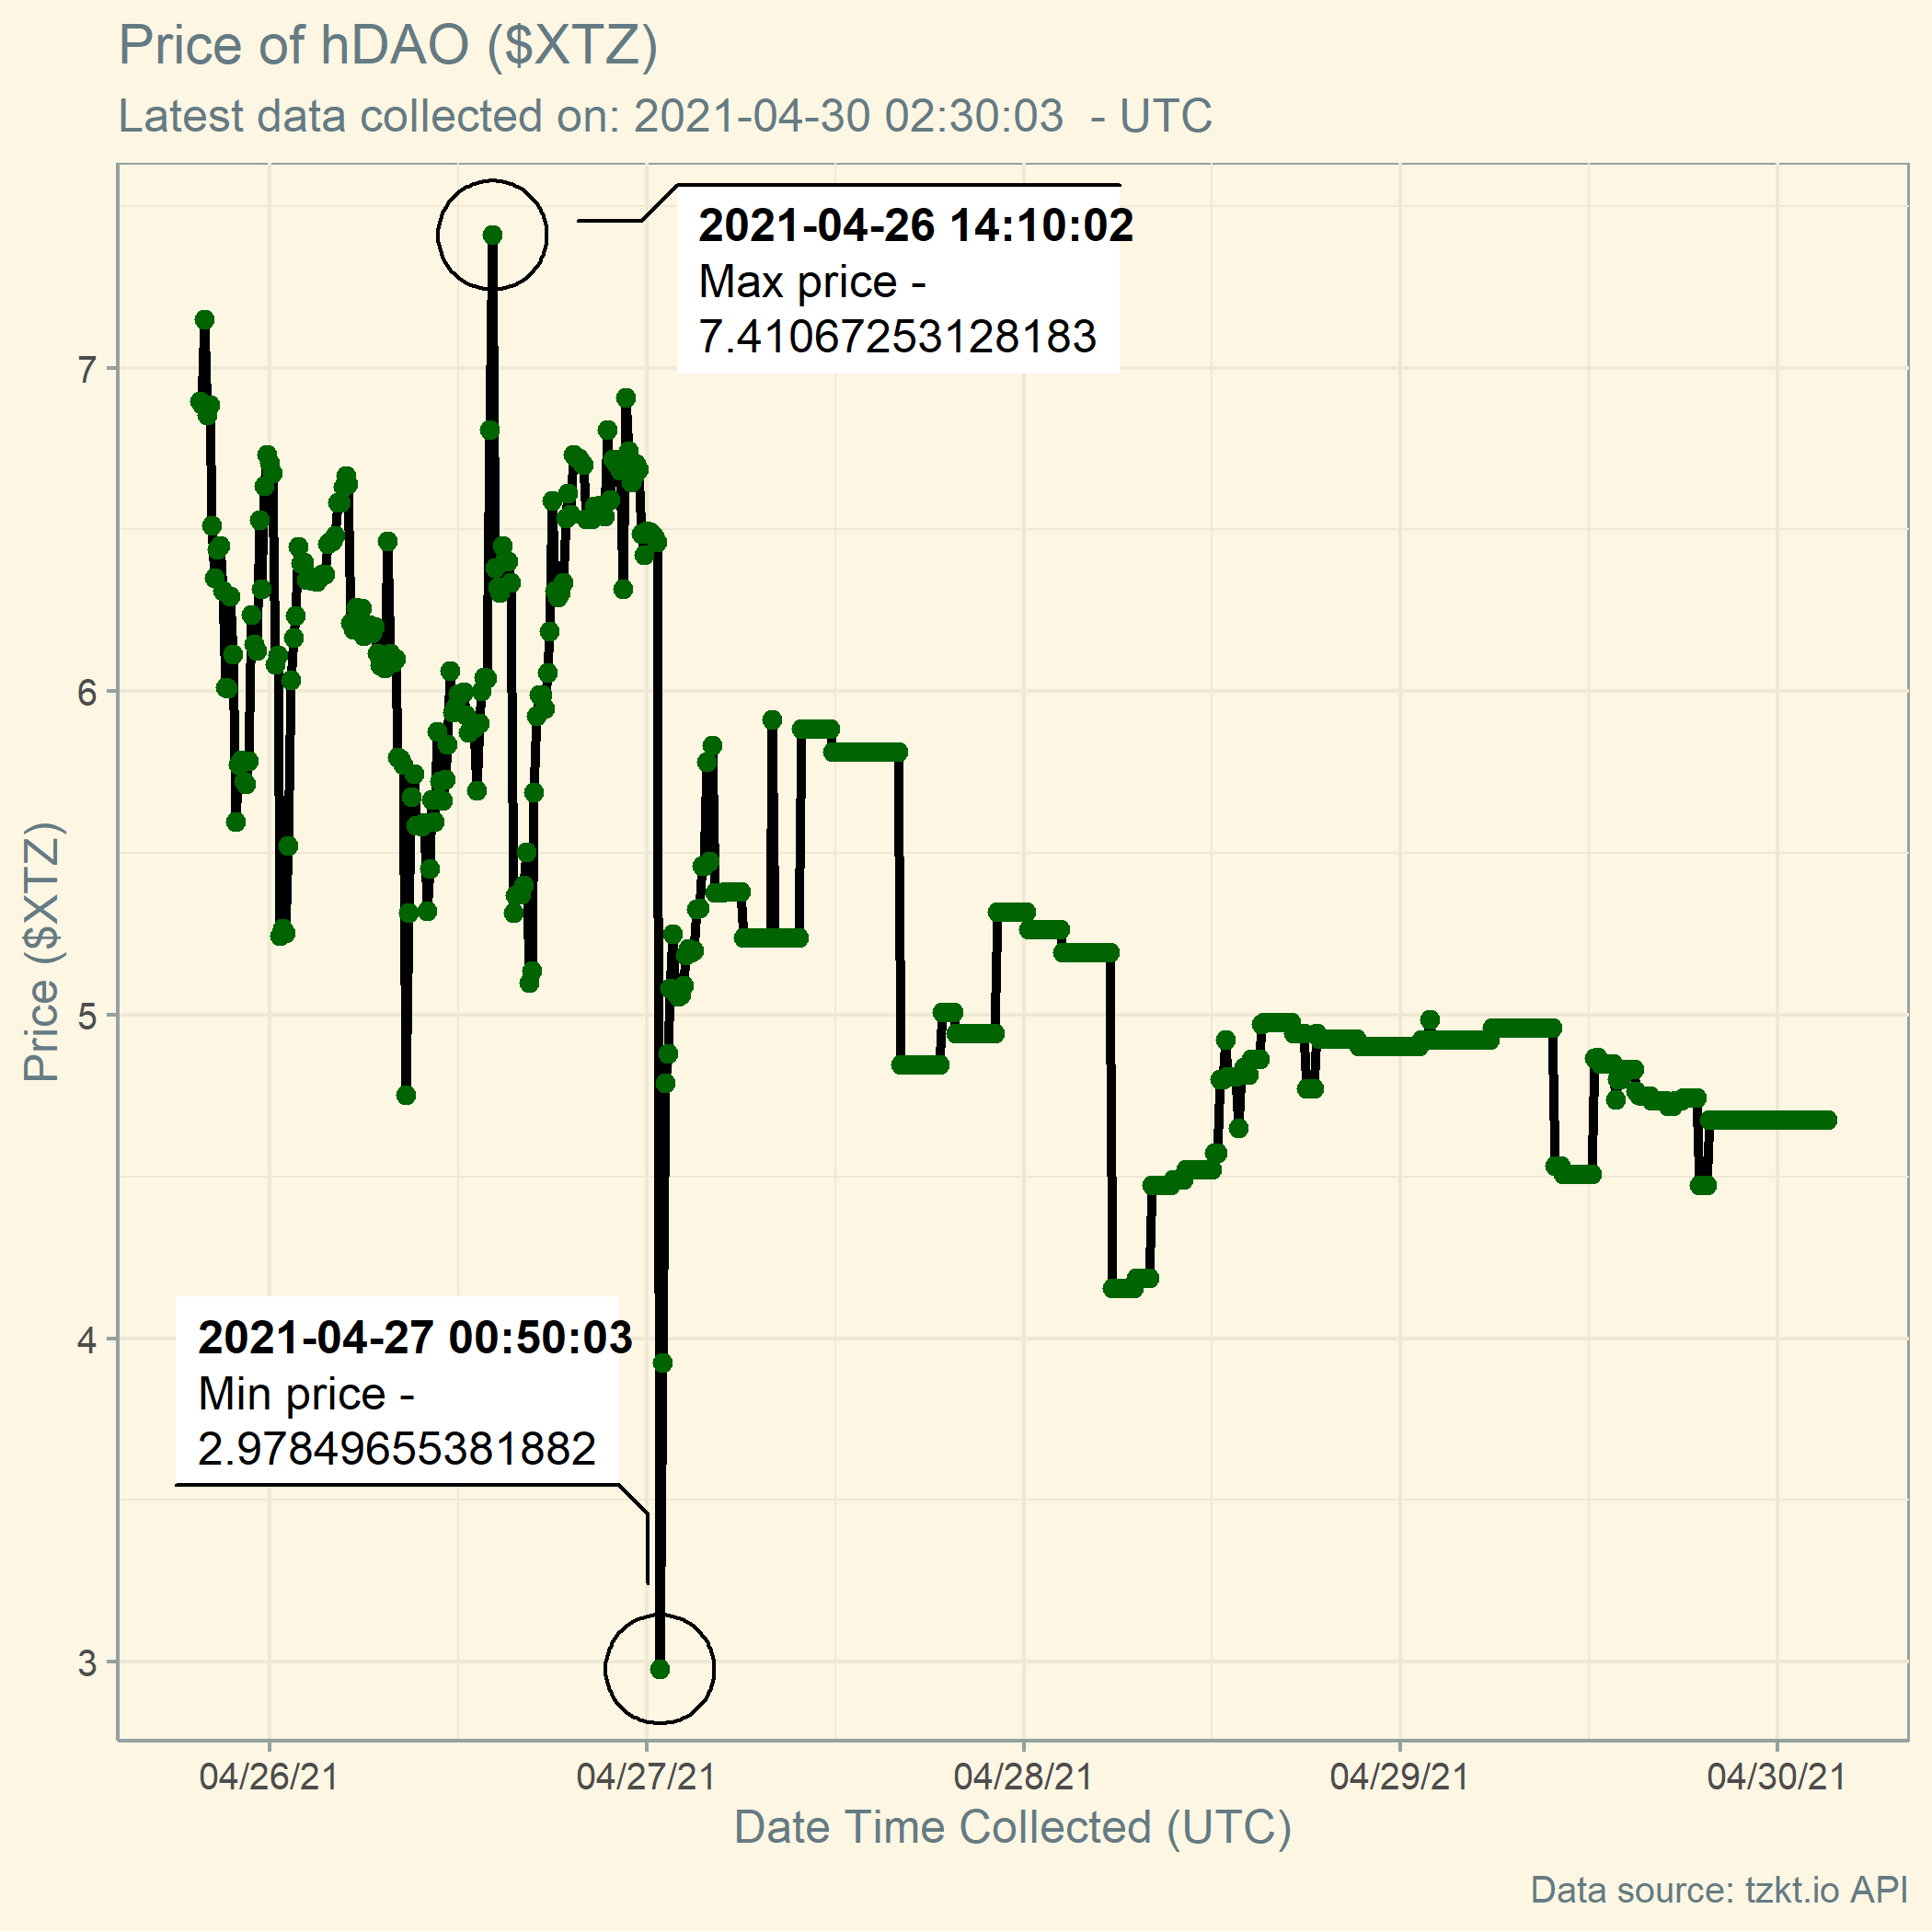 Price of hDAO ($XTZ)
Latest data collected on: 2021-04-30 02:30:03  - UTC
2021-04-26 14:10:02
Max price -
7.41067253128183
7
6
5
4
3
Price ($XTZ)
2021-04-27 00:50:03
Min price -
2.97849655381882
04/26/21
04/27/21
04/28/21
04/29/21
04/30/21
Date Time Collected (UTC)
Data source: tzkt.io API